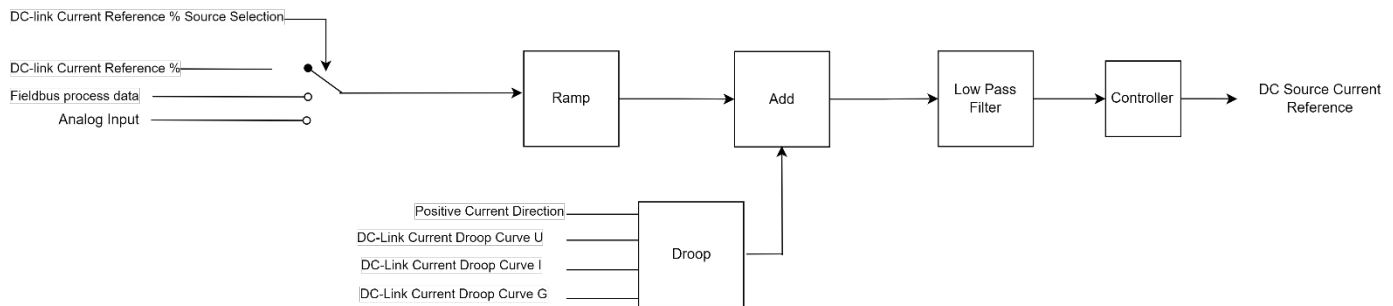 DC-link Current Reference % Source Selection
DC-link Current Reference %
Fieldbus process data
Analog Input
Ramp
Add
Low Pass
Filter
Controller
DC Source Current
Reference
Positive Current Direction
DC-Link Current Droop Curve U
DC-Link Current Droop Curve I
DC-Link Current Droop Curve G
Droop